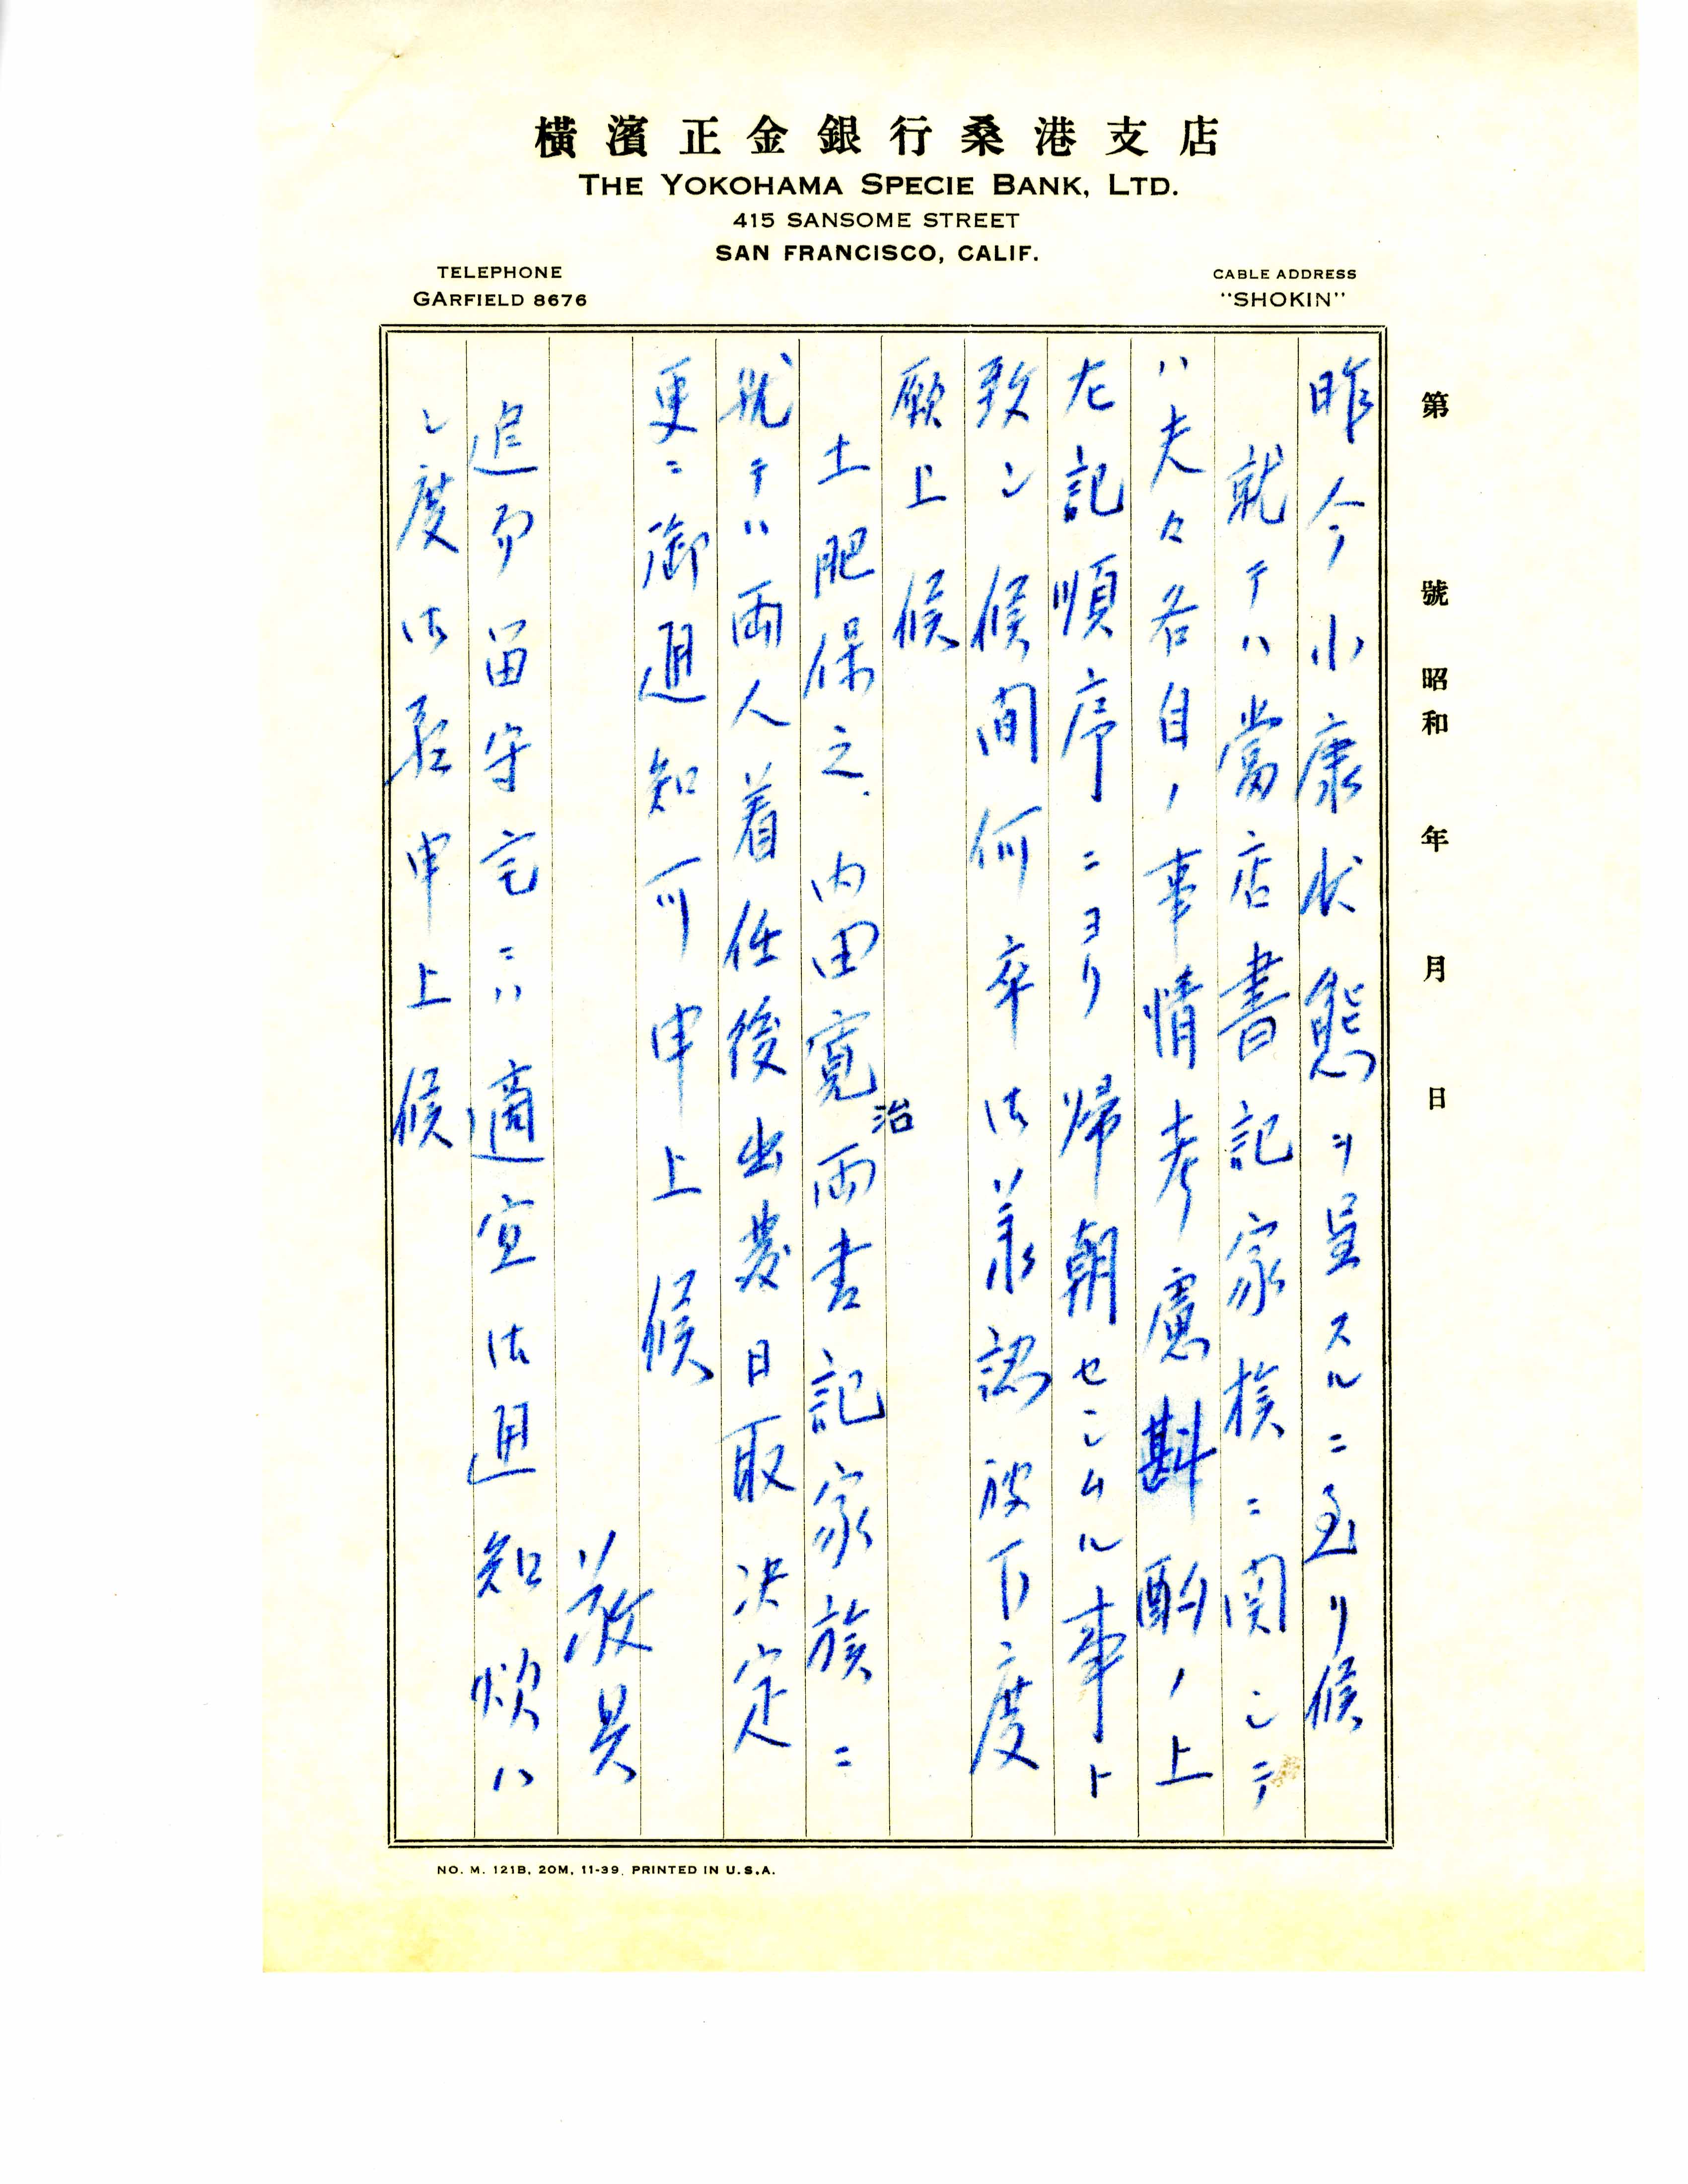 橫濱正金銀行桑港支店
THE YOKOHAMA SPECIE BANK, LTD.
415 SANSOME STREET
SAN FRANCISCO, CALIF.
TELEPHONE
GARFIELD 8676
CABLE ADDRESS
"SHOKIN"
第 號 昭和 年 月 日
昨今小康状態ヲ呈スルニ至リ候
就テハ當店書記家族ニ関シテ
ハ夫々各自ノ事情考慮斟酌ノ上
左記順序ニヨリ帰朝セシムル事ト
致シ候間何卒御承認被下度
願上候
土肥保之、内田寛治両書記家族ニ
就テハ両人着任後出発日取決定
更ニ御通知可申上候
敬具
追而留守宅ニハ適宜御通知煩ハ
シ度御願申上候
NO. M. 121B, 20M, 11-39. PRINTED IN U.S.A.